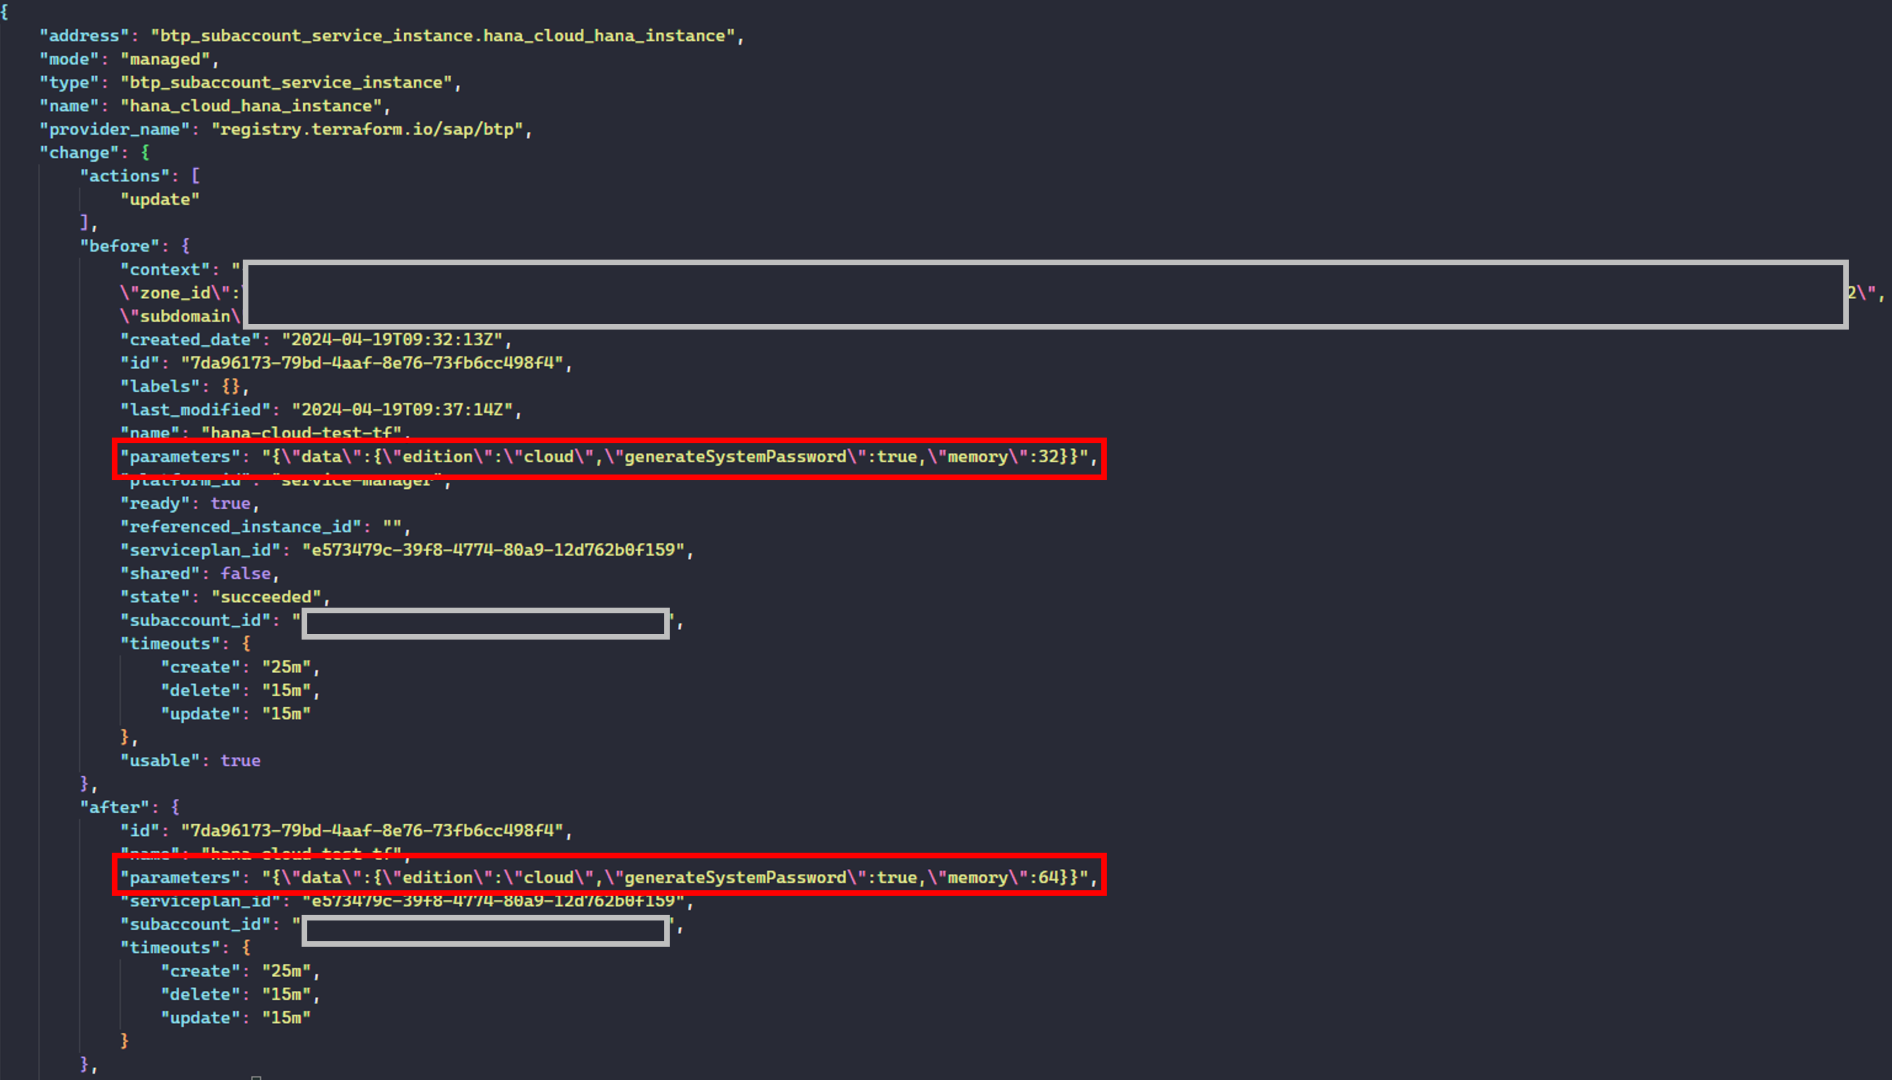 {
"address": "btp_subaccount_service_instance.hana_cloud_hana_instance",
"mode": "managed",
"type": "btp_subaccount_service_instance",
"name": "hana_cloud_hana_instance",
"provider_name": "registry.terraform.io/sap/btp",
"change": {
"actions": [
"update"
],
"before": {
"context": "
\"zone_id\":\ 2\",
\"subdomain\
"created_date": "2024-04-19T09:32:13Z",
"id": "7da96173-79bd-4aaf-8e76-73fb6cc498f4",
"labels": {},
"last_modified": "2024-04-19T09:37:14Z",
"name": "hana-cloud-test-tf",
"parameters": "{\"data\":{\"edition\":\"cloud\",\"generateSystemPassword\":true,\"memory\":32}}",
"platform_id": "service-manager",
"ready": true,
"referenced_instance_id": "",
"serviceplan_id": "e573479c-39f8-4774-80a9-12d762b0f159",
"shared": false,
"state": "succeeded",
"subaccount_id": " ",
"timeouts": {
"create": "25m",
"delete": "15m",
"update": "15m"
},
"usable": true
},
"after": {
"id": "7da96173-79bd-4aaf-8e76-73fb6cc498f4",
"name": "hana-cloud-test-tf",
"parameters": "{\"data\":{\"edition\":\"cloud\",\"generateSystemPassword\":true,\"memory\":64}}",
"serviceplan_id": "e573479c-39f8-4774-80a9-12d762b0f159",
"subaccount_id": " ",
"timeouts": {
"create": "25m",
"delete": "15m",
"update": "15m"
}
},